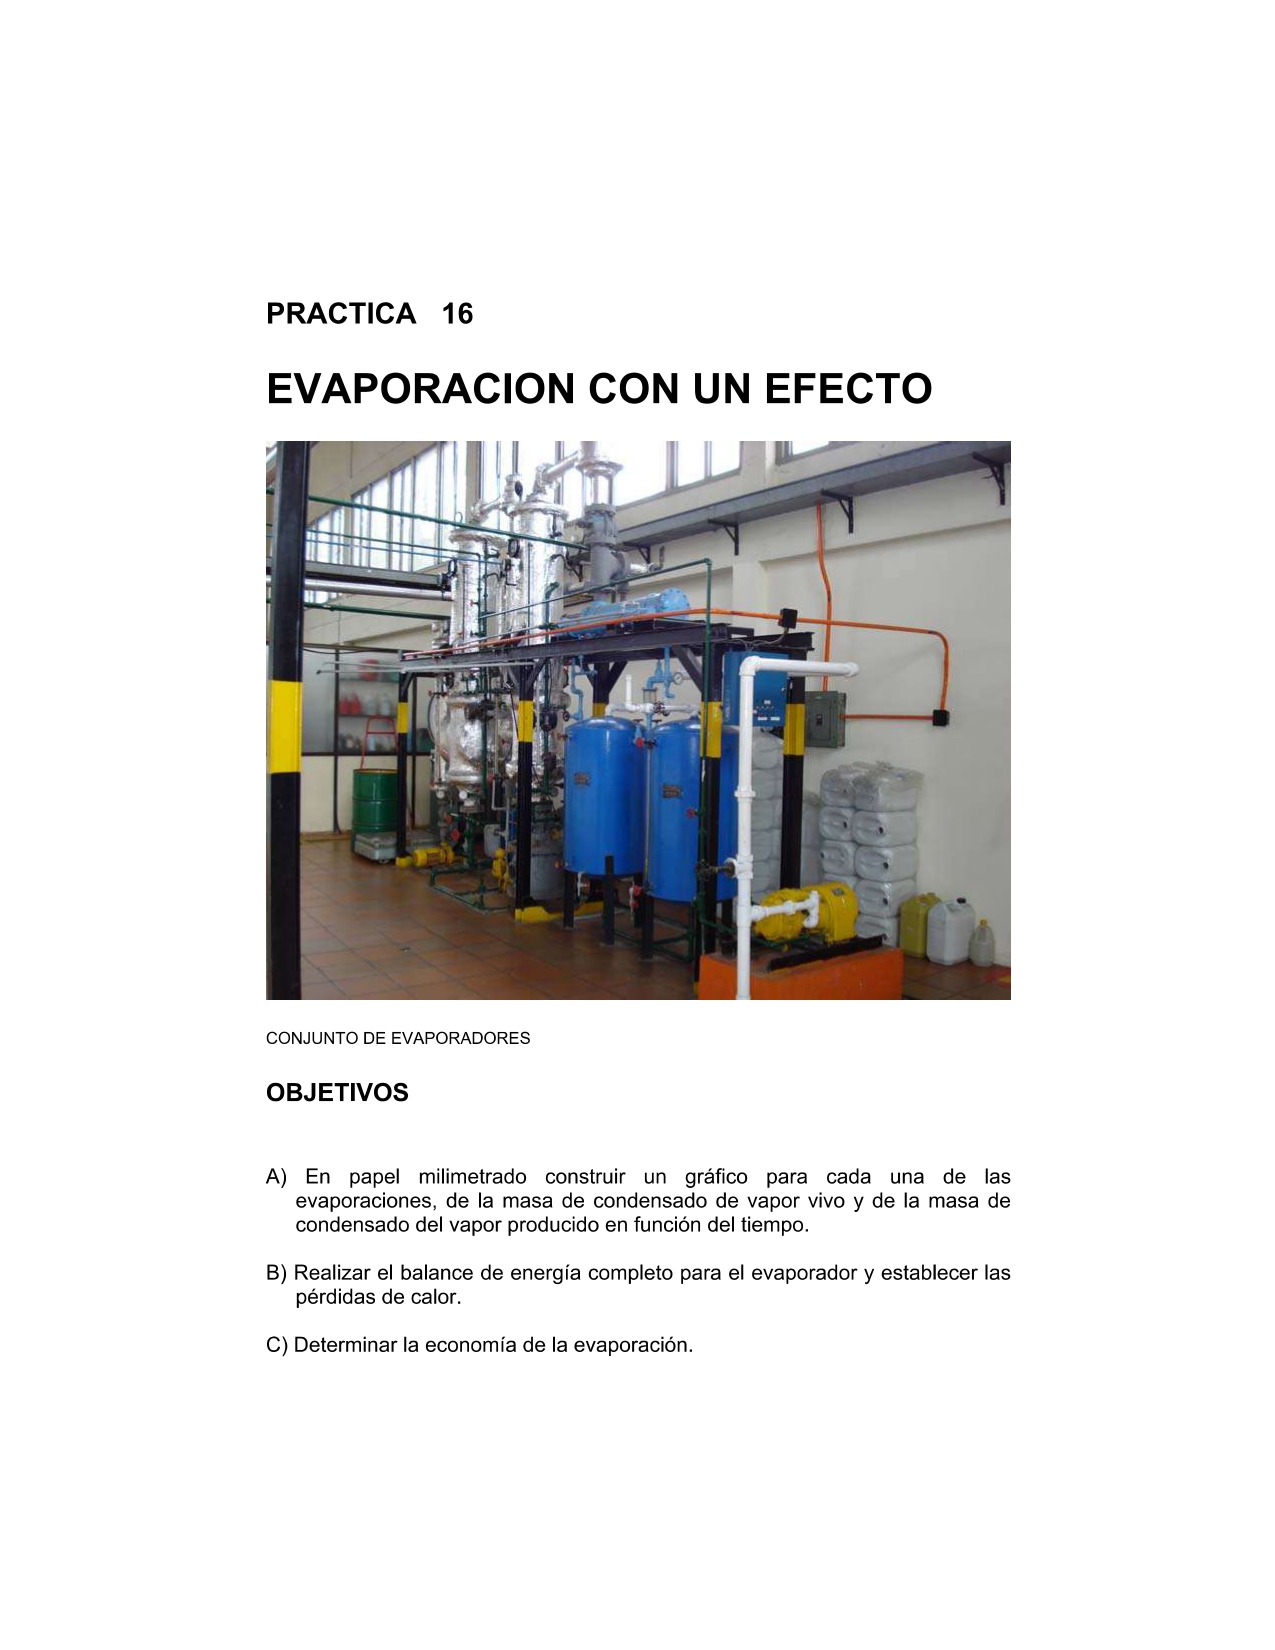 PRACTICA 16
EVAPORACION CON UN EFECTO
CONJUNTO DE EVAPORADORES
OBJETIVOS
A) En papel milimetrado construir un gráfico para cada una de las
evaporaciones, de la masa de condensado de vapor vivo y de la masa de
condensado del vapor producido en función del tiempo.
B) Realizar el balance de energía completo para el evaporador y establecer las
pérdidas de calor.
C) Determinar la economía de la evaporación.